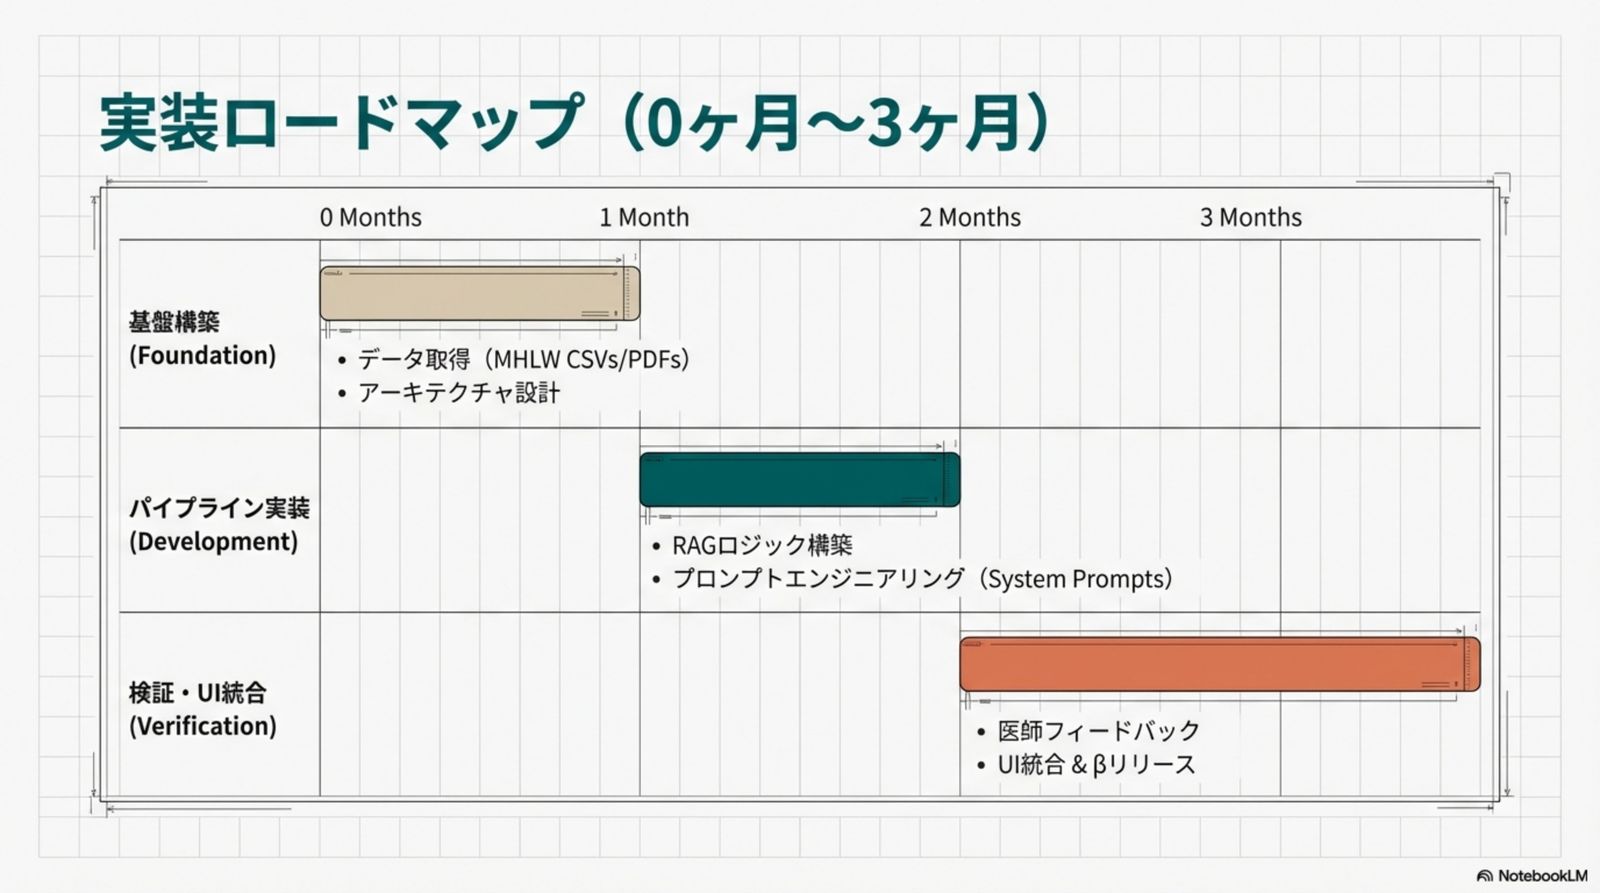 実装ロードマップ（0ヶ月〜3ヶ月）
0 Months
1 Month
2 Months
3 Months
基盤構築
(Foundation)
• データ取得（MHLW CSVs/PDFs）
• アーキテクチャ設計
パイプライン実装
(Development)
• RAGロジック構築
• プロンプトエンジニアリング（System Prompts）
検証・UI統合
(Verification)
• 医師フィードバック
• UI統合 & βリリース
NotebookLM